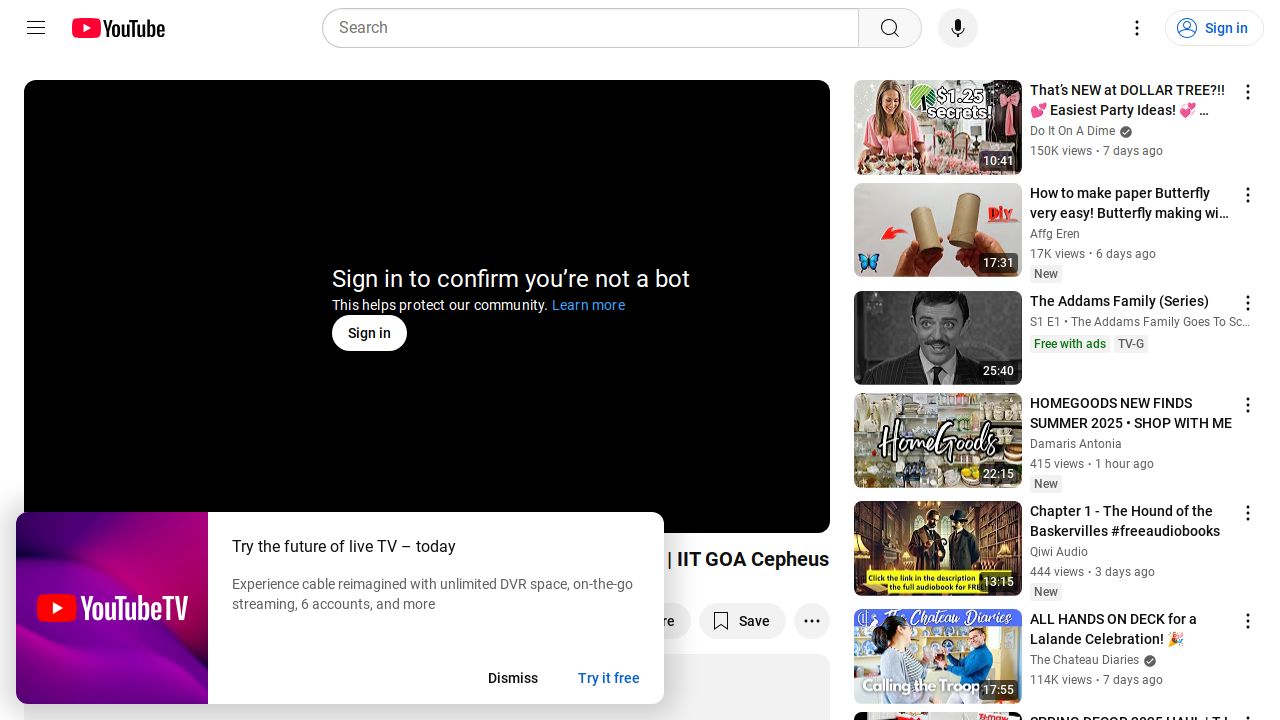 YouTube
Search
Sign in
Sign in to confirm you’re not a bot
This helps protect our community. Learn more
Sign in
| IIT GOA Cepheus
Save
YouTubeTV
Try the future of live TV – today
Experience cable reimagined with unlimited DVR space, on-the-go
streaming, 6 accounts, and more
Dismiss
Try it free
$1.25
secrets!
10:41
That’s NEW at DOLLAR TREE?!!
💕 Easiest Party Ideas! 💞 …
Do It On A Dime
150K views • 7 days ago
Diy
17:31
How to make paper Butterfly
very easy! Butterfly making wi…
Affg Eren
17K views • 6 days ago
New
25:40
The Addams Family (Series)
S1 E1 • The Addams Family Goes To Sc…
Free with ads
TV-G
HomeGoods
22:15
HOMEGOODS NEW FINDS
SUMMER 2025 • SHOP WITH ME
Damaris Antonia
415 views • 1 hour ago
New
Click the link in the description
the full audiobook for FREE
13:15
Chapter 1 - The Hound of the
Baskervilles #freeaudiobooks
Qiwi Audio
444 views • 3 days ago
New
The Chateau Diaries
Calling the Troop
17:55
ALL HANDS ON DECK for a
Lalande Celebration! 🎉
The Chateau Diaries
114K views • 7 days ago